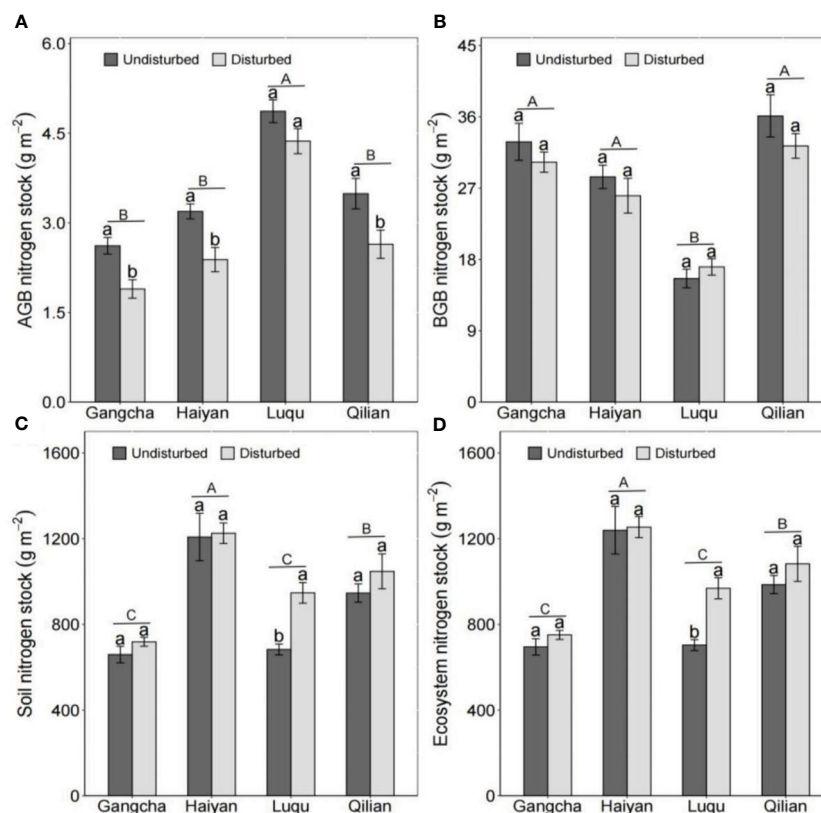 A
AGB nitrogen stock (g m⁻²)
6.0
4.5
3.0
1.5
0.0
Undisturbed Disturbed
B B A B
a b a b a a a b
Gangcha Haiyan Luqu Qilian
B
BGB nitrogen stock (g m⁻²)
45
36
27
18
9
0
Undisturbed Disturbed
A A B A
a a a a a a a a
Gangcha Haiyan Luqu Qilian
C
Soil nitrogen stock (g m⁻²)
1600
1200
800
400
0
Undisturbed Disturbed
C A C B
a a a a b a a a
Gangcha Haiyan Luqu Qilian
D
Ecosystem nitrogen stock (g m⁻²)
1600
1200
800
400
0
Undisturbed Disturbed
C A C B
a a a a b a a a
Gangcha Haiyan Luqu Qilian